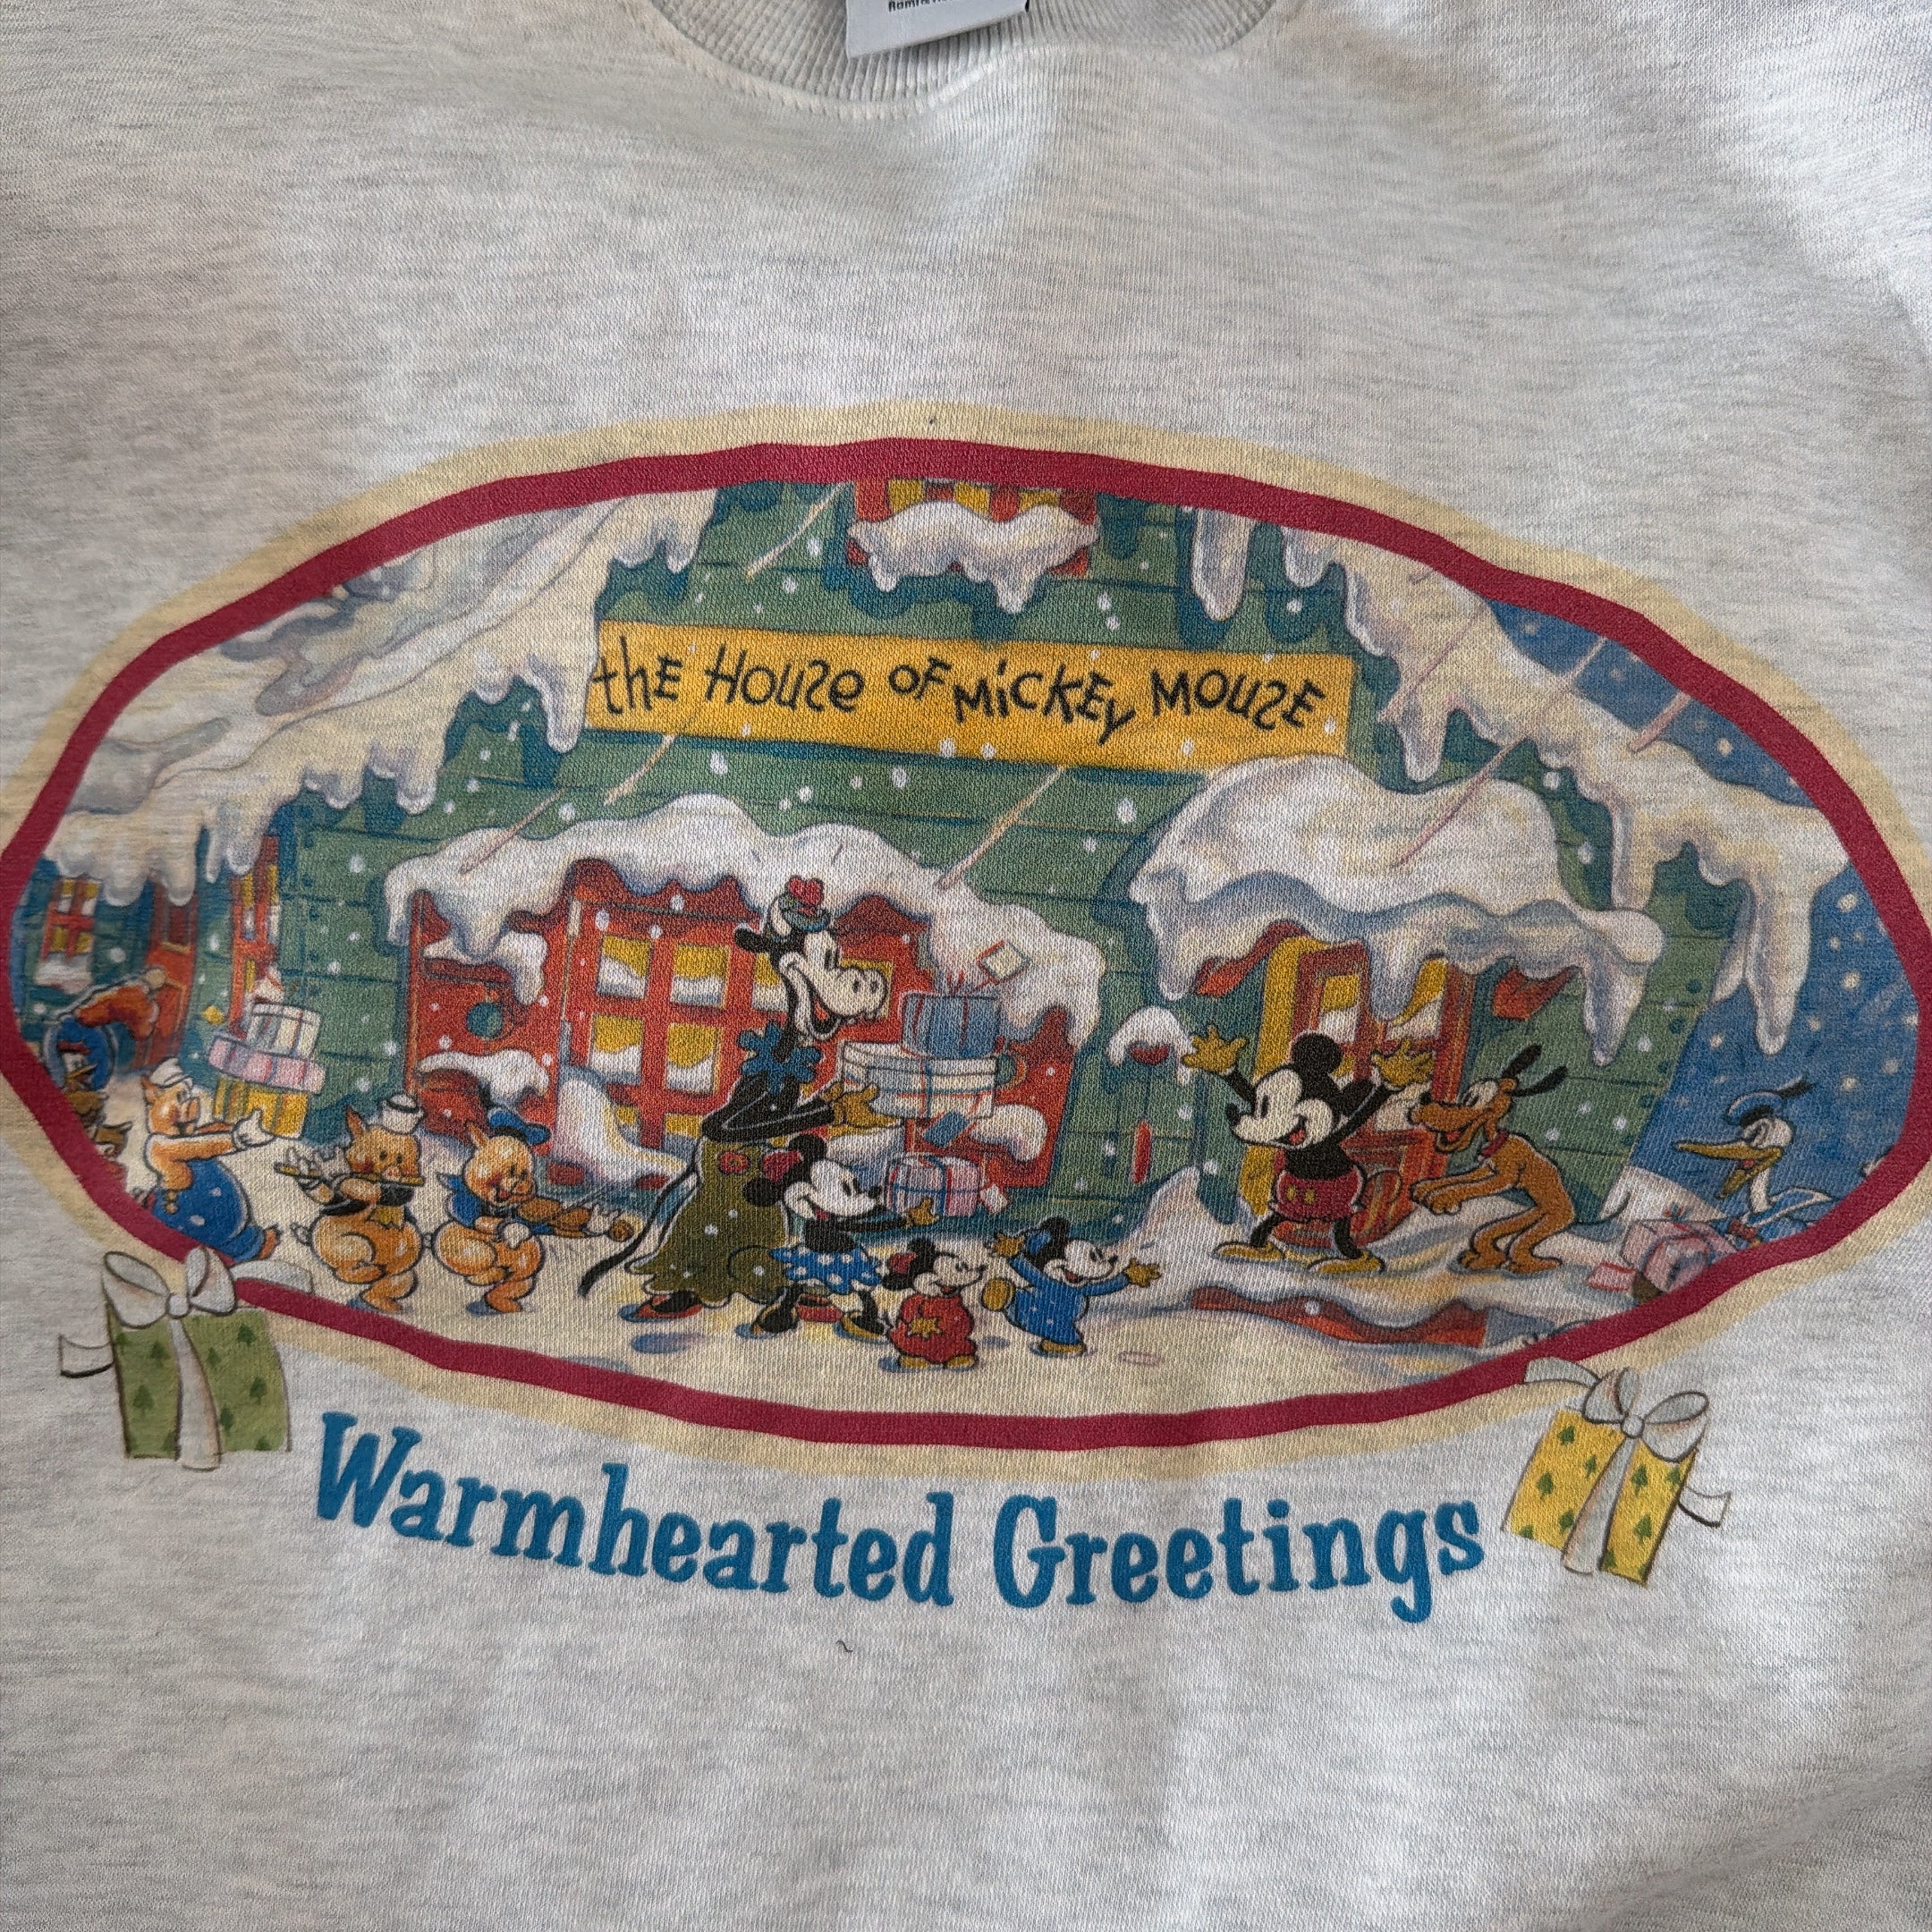 the House of Mickey Mouse
Warmhearted Greetings